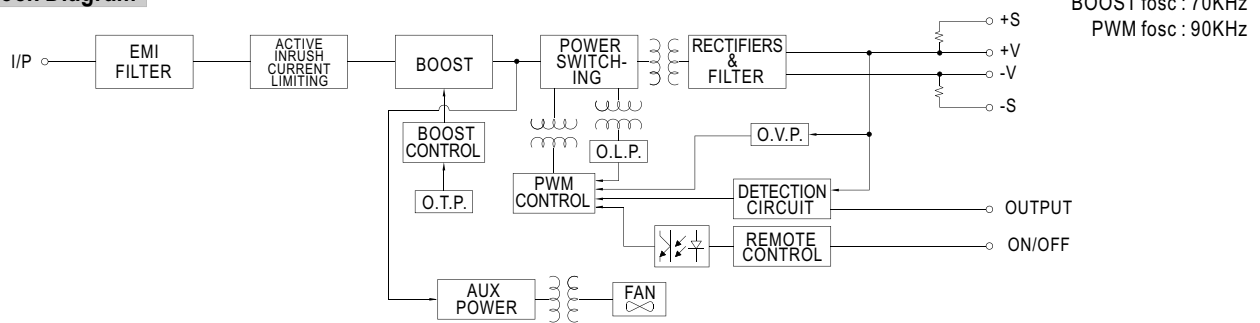 BOOST fosc : 70KHz
PWM fosc : 90KHz
I/P
EMI
FILTER
ACTIVE
INRUSH
CURRENT
LIMITING
BOOST
POWER
SWITCH-
ING
RECTIFIERS
&
FILTER
+S
+V
-V
-S
BOOST
CONTROL
O.T.P.
O.L.P.
O.V.P.
PWM
CONTROL
DETECTION
CIRCUIT
OUTPUT
REMOTE
CONTROL
ON/OFF
AUX
POWER
FAN